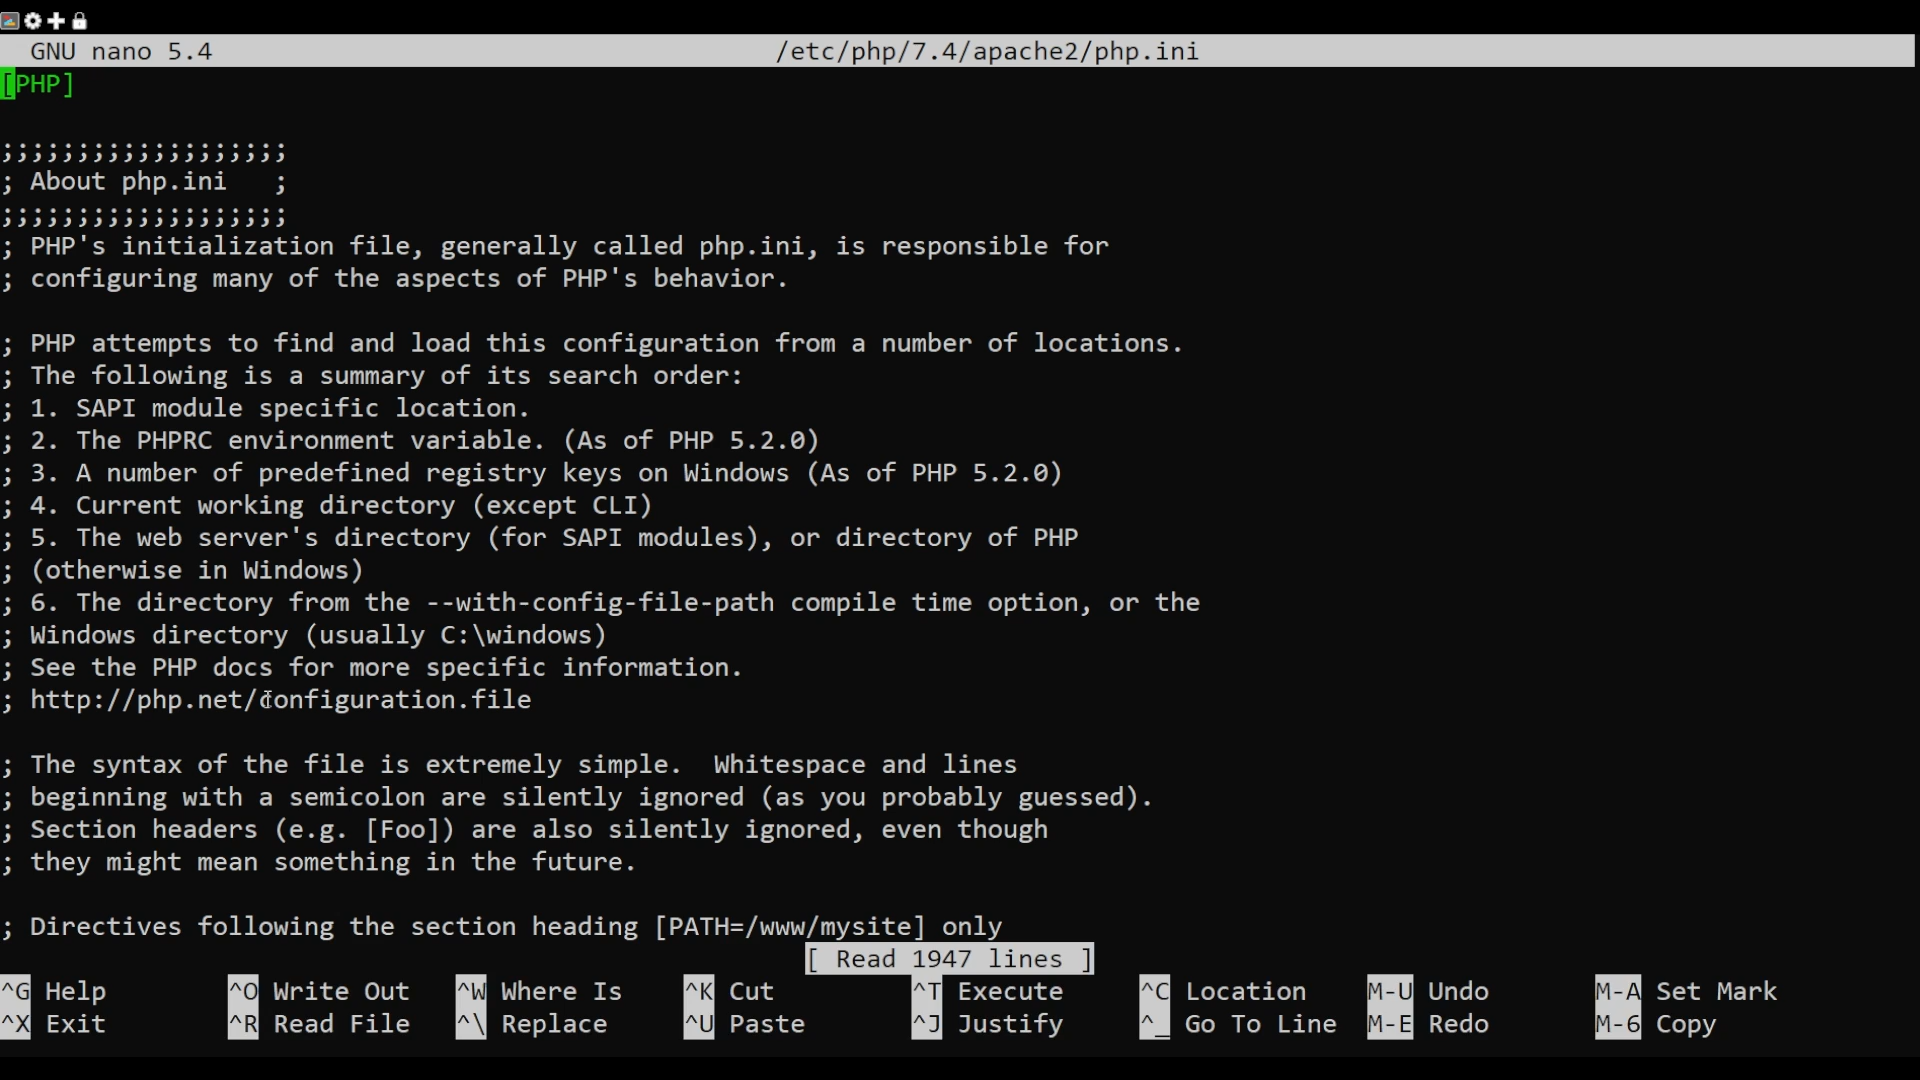 GNU nano 5.4 /etc/php/7.4/apache2/php.ini
[PHP]
;;;;;;;;;;;;;;;;;;;
; About php.ini   ;
;;;;;;;;;;;;;;;;;;;
; PHP's initialization file, generally called php.ini, is responsible for
; configuring many of the aspects of PHP's behavior.
; PHP attempts to find and load this configuration from a number of locations.
; The following is a summary of its search order:
; 1. SAPI module specific location.
; 2. The PHPRC environment variable. (As of PHP 5.2.0)
; 3. A number of predefined registry keys on Windows (As of PHP 5.2.0)
; 4. Current working directory (except CLI)
; 5. The web server's directory (for SAPI modules), or directory of PHP
; (otherwise in Windows)
; 6. The directory from the --with-config-file-path compile time option, or the
; Windows directory (usually C:\windows)
; See the PHP docs for more specific information.
; http://php.net/configuration.file
; The syntax of the file is extremely simple.  Whitespace and lines
; beginning with a semicolon are silently ignored (as you probably guessed).
; Section headers (e.g. [Foo]) are also silently ignored, even though
; they might mean something in the future.
; Directives following the section heading [PATH=/www/mysite] only
[ Read 1947 lines ]
^G Help ^O Write Out ^W Where Is ^K Cut ^T Execute ^C Location M-U Undo M-A Set Mark
^X Exit ^R Read File ^\ Replace ^U Paste ^J Justify ^_ Go To Line M-E Redo M-6 Copy